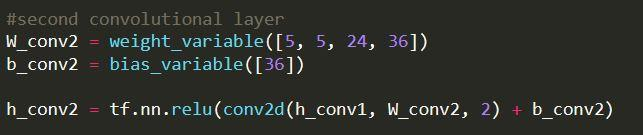 #second convolutional layer
W_conv2 = weight_variable([5, 5, 24, 36])
b_conv2 = bias_variable([36])
h_conv2 = tf.nn.relu(conv2d(h_conv1, W_conv2, 2) + b_conv2)